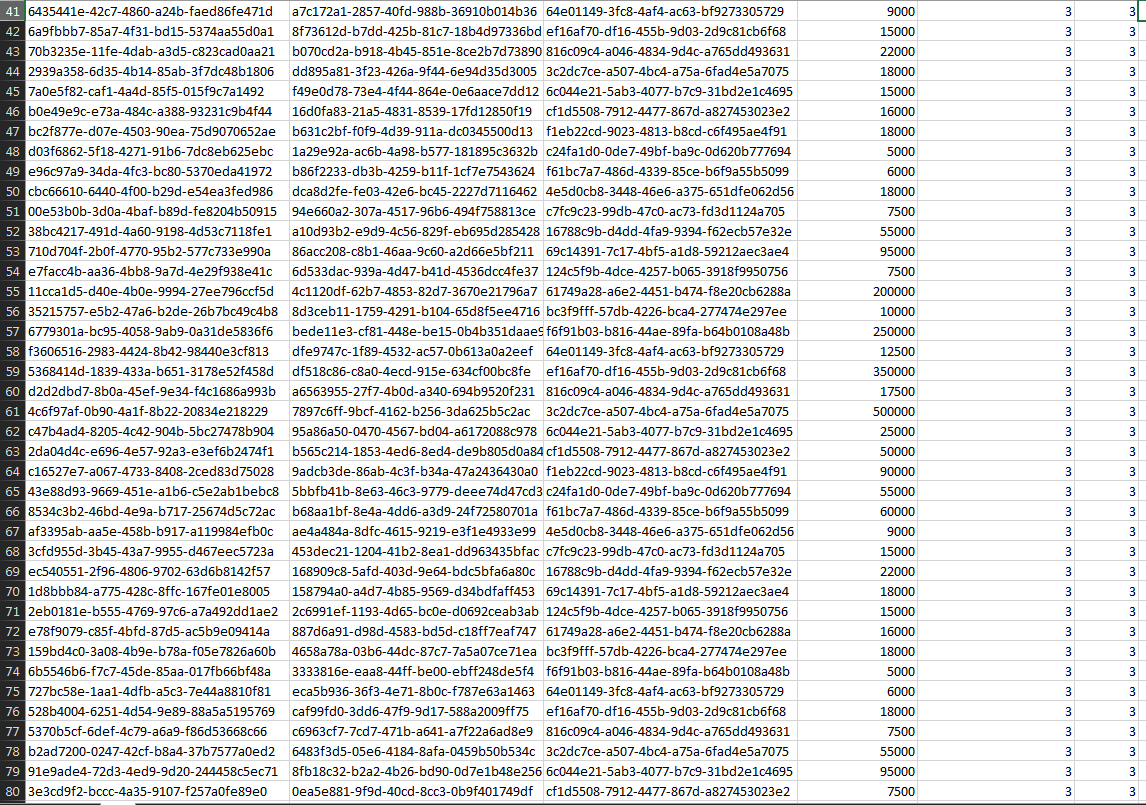 41 6435441e-42c7-4860-a24b-faed86fe471d a7c172a1-2857-40fd-988b-36910b014b36 64e01149-3fc8-4af4-ac63-bf9273305729 9000 3 3
42 6a9fbbb7-85a7-4f31-bd15-5374aa55d0a1 8f73612d-b7dd-425b-81c7-18b4d97336bd ef16af70-df16-455b-9d03-2d9c81cb6f68 15000 3 3
43 70b3235e-11fe-4dab-a3d5-c823cad0aa21 b070cd2a-b918-4b45-851e-8ce2b7d73890 816c09c4-a046-4834-9d4c-a765dd493631 22000 3 3
44 2939a358-6d35-4b14-85ab-3f7dc48b1806 dd895a81-3f23-426a-9f44-6e94d35d3005 3c2dc7ce-a507-4bc4-a75a-6fad4e5a7075 18000 3 3
45 7a0e5f82-caf1-4a4d-85f5-015f9c7a1492 f49e0d78-73e4-4f44-864e-0e6aace7dd12 6c044e21-5ab3-4077-b7c9-31bd2e1c4695 15000 3 3
46 b0e49e9c-e73a-484c-a388-93231c9b4f44 16d0fa83-21a5-4831-8539-17fd12850f19 cf1d5508-7912-4477-867d-a827453023e2 16000 3 3
47 bc2f877e-d07e-4503-90ea-75d9070652ae b631c2bf-f0f9-4d39-911a-dc0345500d13 f1eb22cd-9023-4813-b8cd-c6f495ae4f91 18000 3 3
48 d03f6862-5f18-4271-91b6-7dc8eb625ebc 1a29e92a-ac6b-4a98-b577-181895c3632b c24fa1d0-0de7-49bf-ba9c-0d620b777694 5000 3 3
49 e96c97a9-34da-4fc3-bc80-5370eda41972 b86f2233-db3b-4259-b11f-1cf7e7543624 f61bc7a7-486d-4339-85ce-b6f9a55b5099 6000 3 3
50 cbc66610-6440-4f00-b29d-e54ea3fed986 dca8d2fe-fe03-42e6-bc45-2227d7116462 4e5d0cb8-3448-46e6-a375-651dfe062d56 18000 3 3
51 00e53b0b-3d0a-4baf-b89d-fe8204b50915 94e660a2-307a-4517-96b6-494f758813ce c7fc9c23-99db-47c0-ac73-fd3d1124a705 7500 3 3
52 38bc4217-491d-4a60-9198-4d53c7118fe1 a10d93b2-e9d9-4c56-829f-eb695d285428 16788c9b-d4dd-4fa9-9394-f62ecb57e32e 55000 3 3
53 710d704f-2b0f-4770-95b2-577c733e990a 86acc208-c8b1-46aa-9c60-a2d66e5bf211 69c14391-7c17-4bf5-a1d8-59212aec3ae4 95000 3 3
54 e7facc4b-aa36-4bb8-9a7d-4e29f938e41c 6d533dac-939a-4d47-b41d-4536dcc4fe37 124c5f9b-4dce-4257-b065-3918f9950756 7500 3 3
55 11cca1d5-d40e-4b0e-9994-27ee796ccf5d 4c1120df-62b7-4853-82d7-3670e21796a7 61749a28-a6e2-4451-b474-f8e20cb6288a 200000 3 3
56 35215757-e5b2-47a6-b2de-26b7bc49c4b8 8d3ceb11-1759-4291-b104-65d8f5ee4716 bc3f9fff-57db-4226-bca4-277474e297ee 10000 3 3
57 6779301a-bc95-4058-9ab9-0a31de5836f6 bede11e3-cf81-448e-be15-0b4b351daae9 f6f91b03-b816-44ae-89fa-b64b0108a48b 250000 3 3
58 f3606516-2983-4424-8b42-98440e3cf813 dfe9747c-1f89-4532-ac57-0b613a0a2eef 64e01149-3fc8-4af4-ac63-bf9273305729 12500 3 3
59 5368414d-1839-433a-b651-3178e52f458d df518c86-c8a0-4ecd-915e-634cf00bc8fe ef16af70-df16-455b-9d03-2d9c81cb6f68 350000 3 3
60 d2d2dbd7-8b0a-45ef-9e34-f4c1686a993b a6563955-27f7-4b0d-a340-694b9520f231 816c09c4-a046-4834-9d4c-a765dd493631 17500 3 3
61 4c6f97af-0b90-4a1f-8b22-20834e218229 7897c6ff-9bcf-4162-b256-3da625b5c2ac 3c2dc7ce-a507-4bc4-a75a-6fad4e5a7075 500000 3 3
62 c47b4ad4-8205-4c42-904b-5bc27478b904 95a86a50-0470-4567-bd04-a6172088c978 6c044e21-5ab3-4077-b7c9-31bd2e1c4695 25000 3 3
63 2da04d4c-e696-4e57-92a3-e3ef6b2474f1 b565c214-1853-4ed6-8ed4-de9b805d0a84 cf1d5508-7912-4477-867d-a827453023e2 50000 3 3
64 c16527e7-a067-4733-8408-2ced83d75028 9adcb3de-86ab-4c3f-b34a-47a2436430a0 f1eb22cd-9023-4813-b8cd-c6f495ae4f91 90000 3 3
65 43e88d93-9669-451e-a1b6-c5e2ab1bebc8 5bbfb41b-8e63-46c3-9779-deee74d47cd3 c24fa1d0-0de7-49bf-ba9c-0d620b777694 55000 3 3
66 8534c3b2-46bd-4e9a-b717-25674d5c72ac b68aa1bf-8e4a-4dd6-a3d9-24f72580701a f61bc7a7-486d-4339-85ce-b6f9a55b5099 60000 3 3
67 af3395ab-aa5e-458b-b917-a119984efb0c ae4a484a-8dfc-4615-9219-e3f1e4933e99 4e5d0cb8-3448-46e6-a375-651dfe062d56 9000 3 3
68 3cfd955d-3b45-43a7-9955-d467eec5723a 453dec21-1204-41b2-8ea1-dd963435bfac c7fc9c23-99db-47c0-ac73-fd3d1124a705 15000 3 3
69 ec540551-2f96-4806-9702-63d6b8142f57 168909c8-5afd-403d-9e64-bdc5bfa6a80c 16788c9b-d4dd-4fa9-9394-f62ecb57e32e 22000 3 3
70 1d8bbb84-a775-428c-8ffc-167fe01e8005 158794a0-a4d7-4b85-9569-d34bdfaff453 69c14391-7c17-4bf5-a1d8-59212aec3ae4 18000 3 3
71 2eb0181e-b555-4769-97c6-a7a492dd1ae2 2c6991ef-1193-4d65-bc0e-d0692ceab3ab 124c5f9b-4dce-4257-b065-3918f9950756 15000 3 3
72 e78f9079-c85f-4bfd-87d5-ac5b9e09414a 887d6a91-d98d-4583-bd5d-c18ff7eaf747 61749a28-a6e2-4451-b474-f8e20cb6288a 16000 3 3
73 159bd4c0-3a08-4b9e-b78a-f05e7826a60b 4658a78a-03b6-44dc-87c7-7a5a07ce71ea bc3f9fff-57db-4226-bca4-277474e297ee 18000 3 3
74 6b5546b6-f7c7-45de-85aa-017fb66bf48a 3333816e-eaa8-44ff-be00-ebff248de5f4 f6f91b03-b816-44ae-89fa-b64b0108a48b 5000 3 3
75 727bc58e-1aa1-4dfb-a5c3-7e44a8810f81 eca5b936-36f3-4e71-8b0c-f787e63a1463 64e01149-3fc8-4af4-ac63-bf9273305729 6000 3 3
76 528b4004-6251-4d54-9e89-88a5a5195769 caf99fd0-3dd6-47f9-9d17-588a2009ff75 ef16af70-df16-455b-9d03-2d9c81cb6f68 18000 3 3
77 5370b5cf-6def-4c79-a6a9-f86d53668c66 c6963cf7-7cd7-471b-a641-a7f22a6ad8e9 816c09c4-a046-4834-9d4c-a765dd493631 7500 3 3
78 b2ad7200-0247-42cf-b8a4-37b7577a0ed2 6483f3d5-05e6-4184-8afa-0459b50b534c 3c2dc7ce-a507-4bc4-a75a-6fad4e5a7075 55000 3 3
79 91e9ade4-72d3-4ed9-9d20-244458c5ec71 8fb18c32-b2a2-4b26-bd90-0d7e1b48e256 6c044e21-5ab3-4077-b7c9-31bd2e1c4695 95000 3 3
80 3e3cd9f2-bccc-4a35-9107-f257a0fe89e0 0ea5e881-9f9d-40cd-8cc3-0b9f401749df cf1d5508-7912-4477-867d-a827453023e2 7500 3 3